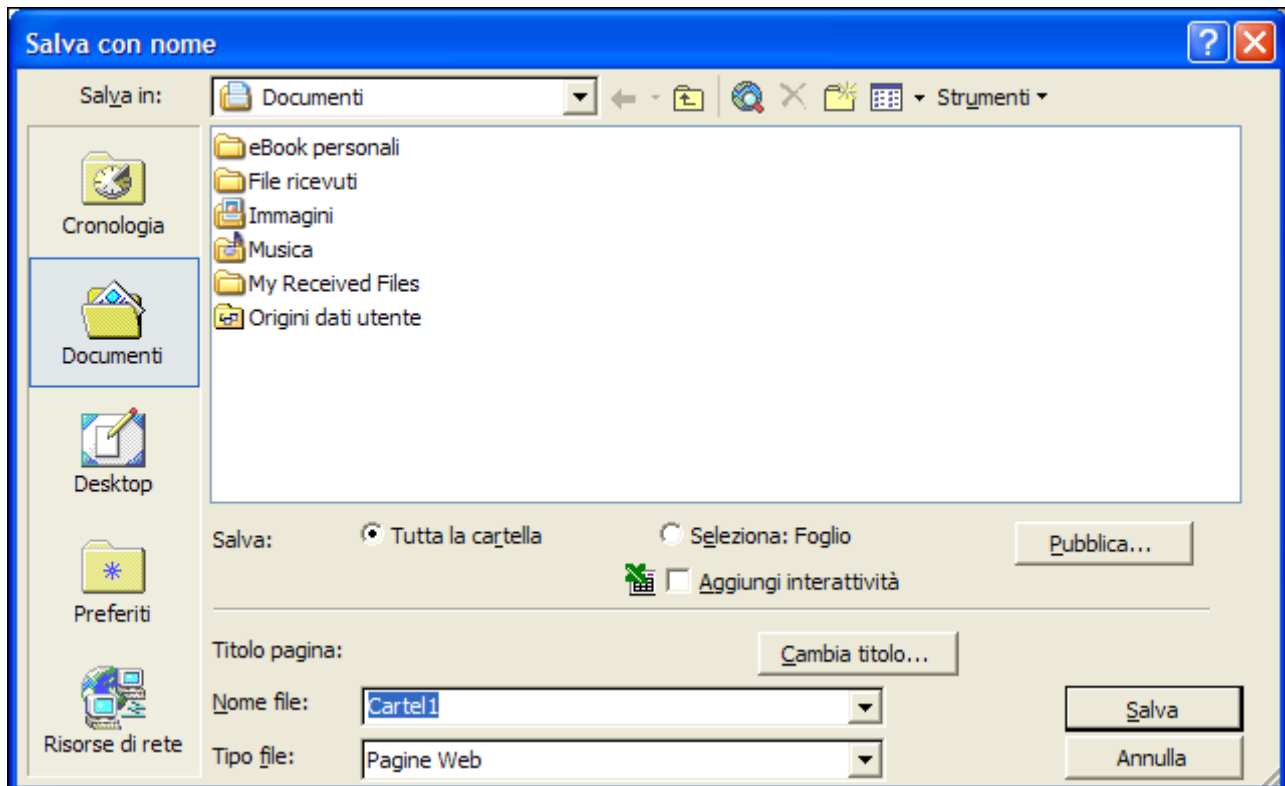 Salva con nome
Salva in:
Documenti
Strumenti
Cronologia
Documenti
Desktop
Preferiti
Risorse di rete
eBook personali
File ricevuti
Immagini
Musica
My Received Files
Origini dati utente
Salva:
Tutta la cartella
Seleziona: Foglio
Pubblica...
Aggiungi interattività
Titolo pagina:
Cambia titolo...
Nome file:
Cartel1
Salva
Tipo file:
Pagine Web
Annulla